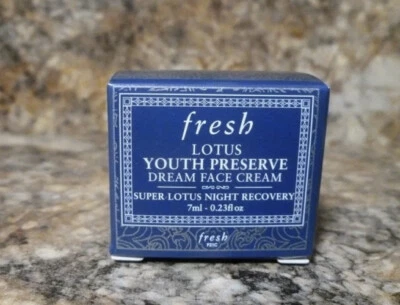 fresh
LOTUS
YOUTH PRESERVE
DREAM FACE CREAM
SUPER LOTUS NIGHT RECOVERY
7ml - 0.23fl oz
fresh